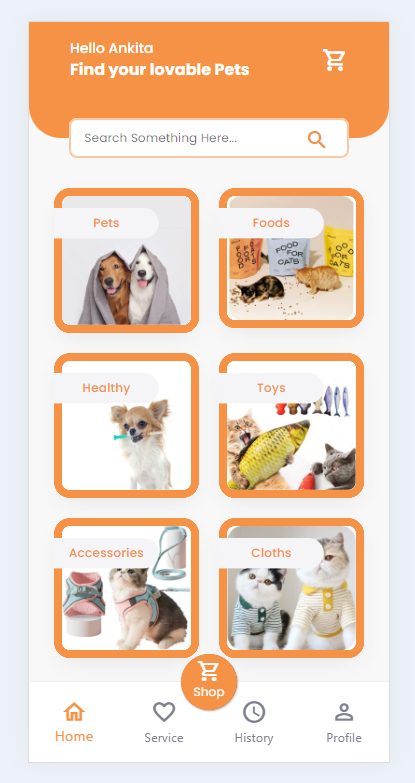 Hello Ankita
Find your lovable Pets
Search Something Here...
Pets
Foods
FOOD FOR CATS
FOOD FOR CATS
Healthy
Toys
Accessories
Cloths
Shop
Home
Service
History
Profile